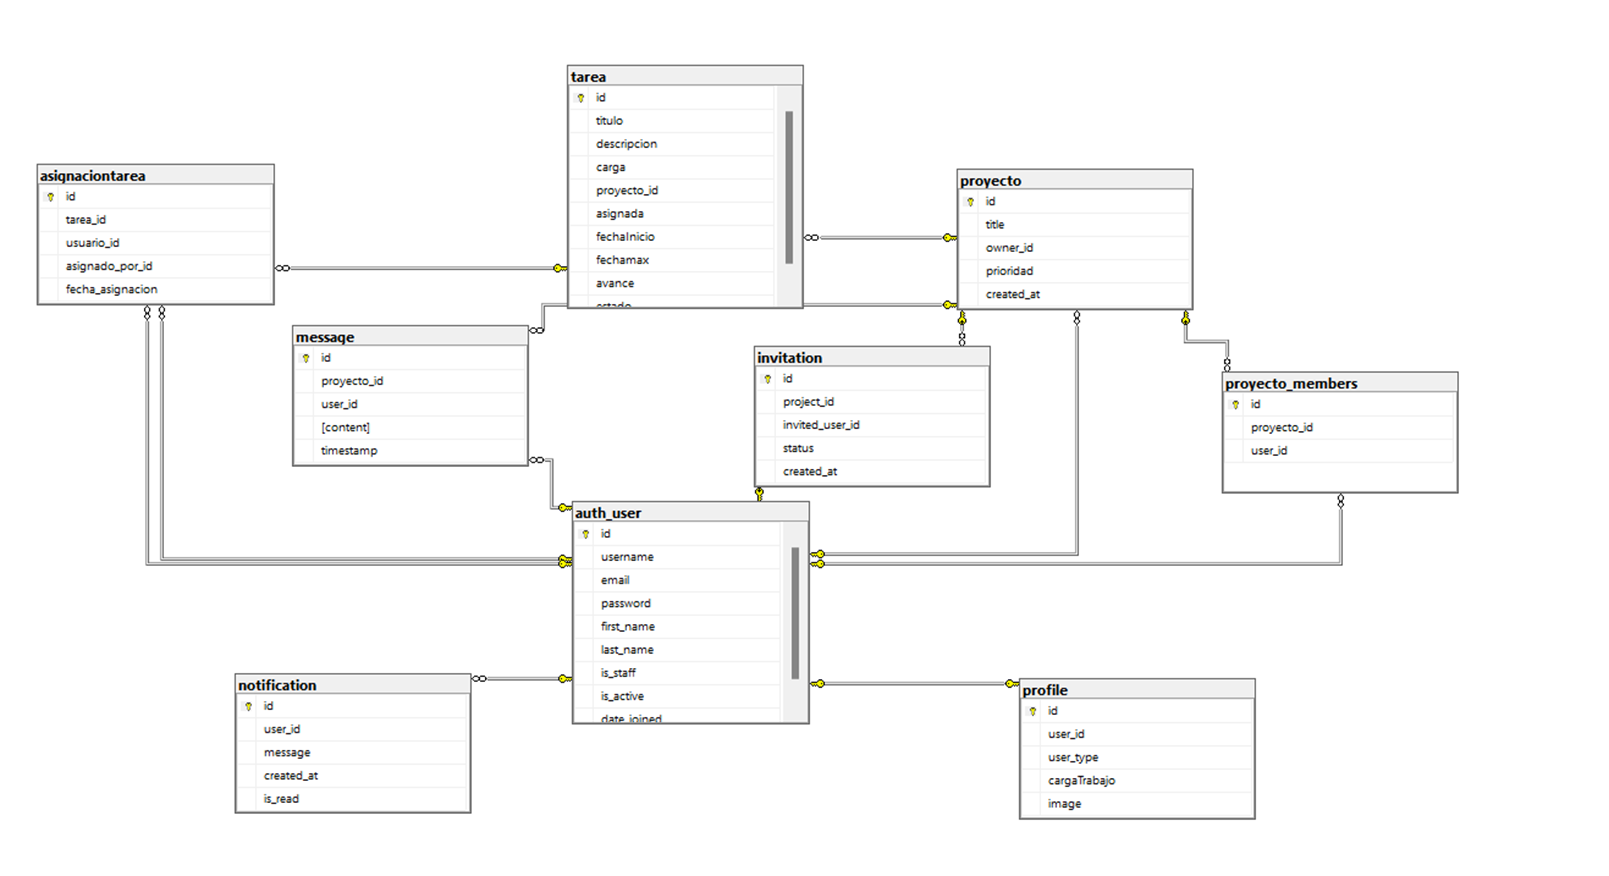 tarea
id
titulo
descripcion
carga
proyecto_id
asignada
fechaInicio
fechamax
avance
estado
asignaciontarea
id
tarea_id
usuario_id
asignado_por_id
fecha_asignacion
proyecto
id
title
owner_id
prioridad
created_at
message
id
proyecto_id
user_id
[content]
timestamp
invitation
id
project_id
invited_user_id
status
created_at
proyecto_members
id
proyecto_id
user_id
auth_user
id
username
email
password
first_name
last_name
is_staff
is_active
date_joined
notification
id
user_id
message
created_at
is_read
profile
id
user_id
user_type
cargaTrabajo
image